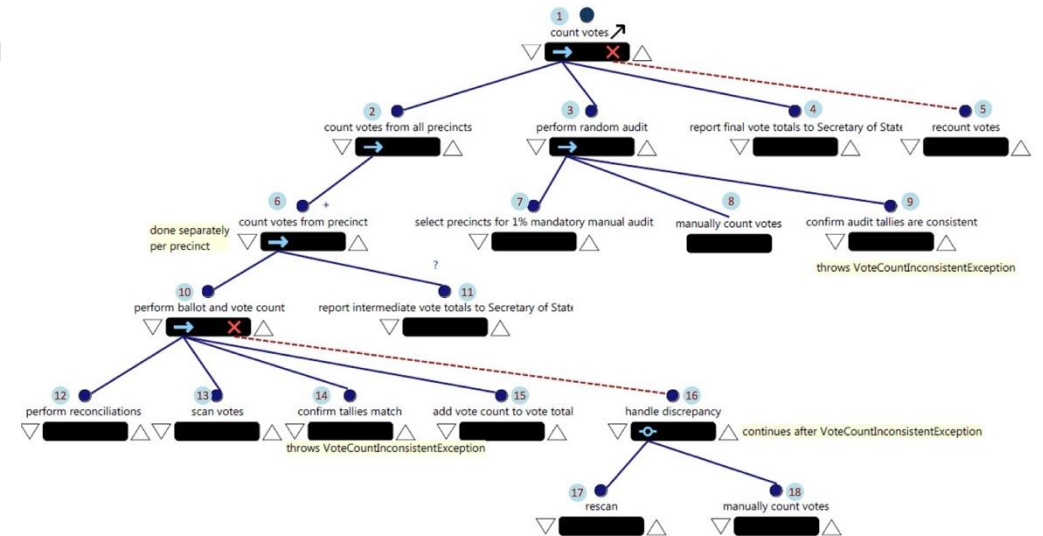 1
count votes
2
3
4
5
count votes from all precincts
perform random audit
report final vote totals to Secretary of State
recount votes
6
+
7
8
9
done separately
per precinct
count votes from precinct
select precincts for 1% mandatory manual audit
manually count votes
confirm audit tallies are consistent
?
throws VoteCountInconsistentException
10
11
perform ballot and vote count
report intermediate vote totals to Secretary of State
12
13
14
15
16
perform reconciliations
scan votes
confirm tallies match
add vote count to vote total
handle discrepancy
throws VoteCountInconsistentException
continues after VoteCountInconsistentException
17
18
rescan
manually count votes